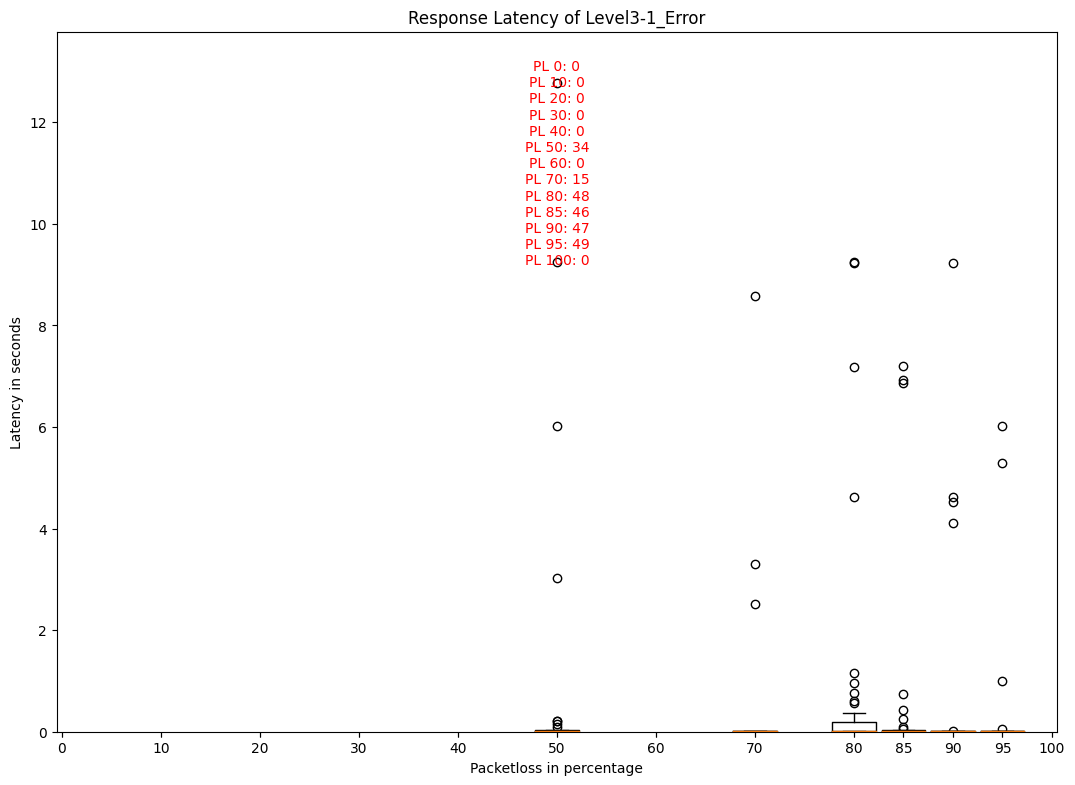 Response Latency of Level3-1_Error
PL 0: 0
PL 10: 0
PL 20: 0
PL 30: 0
PL 40: 0
PL 50: 34
PL 60: 0
PL 70: 15
PL 80: 48
PL 85: 46
PL 90: 47
PL 95: 49
PL 100: 0
12
10
8
6
4
2
0
Latency in seconds
0 10 20 30 40 50 60 70 80 85 90 95 100
Packetloss in percentage